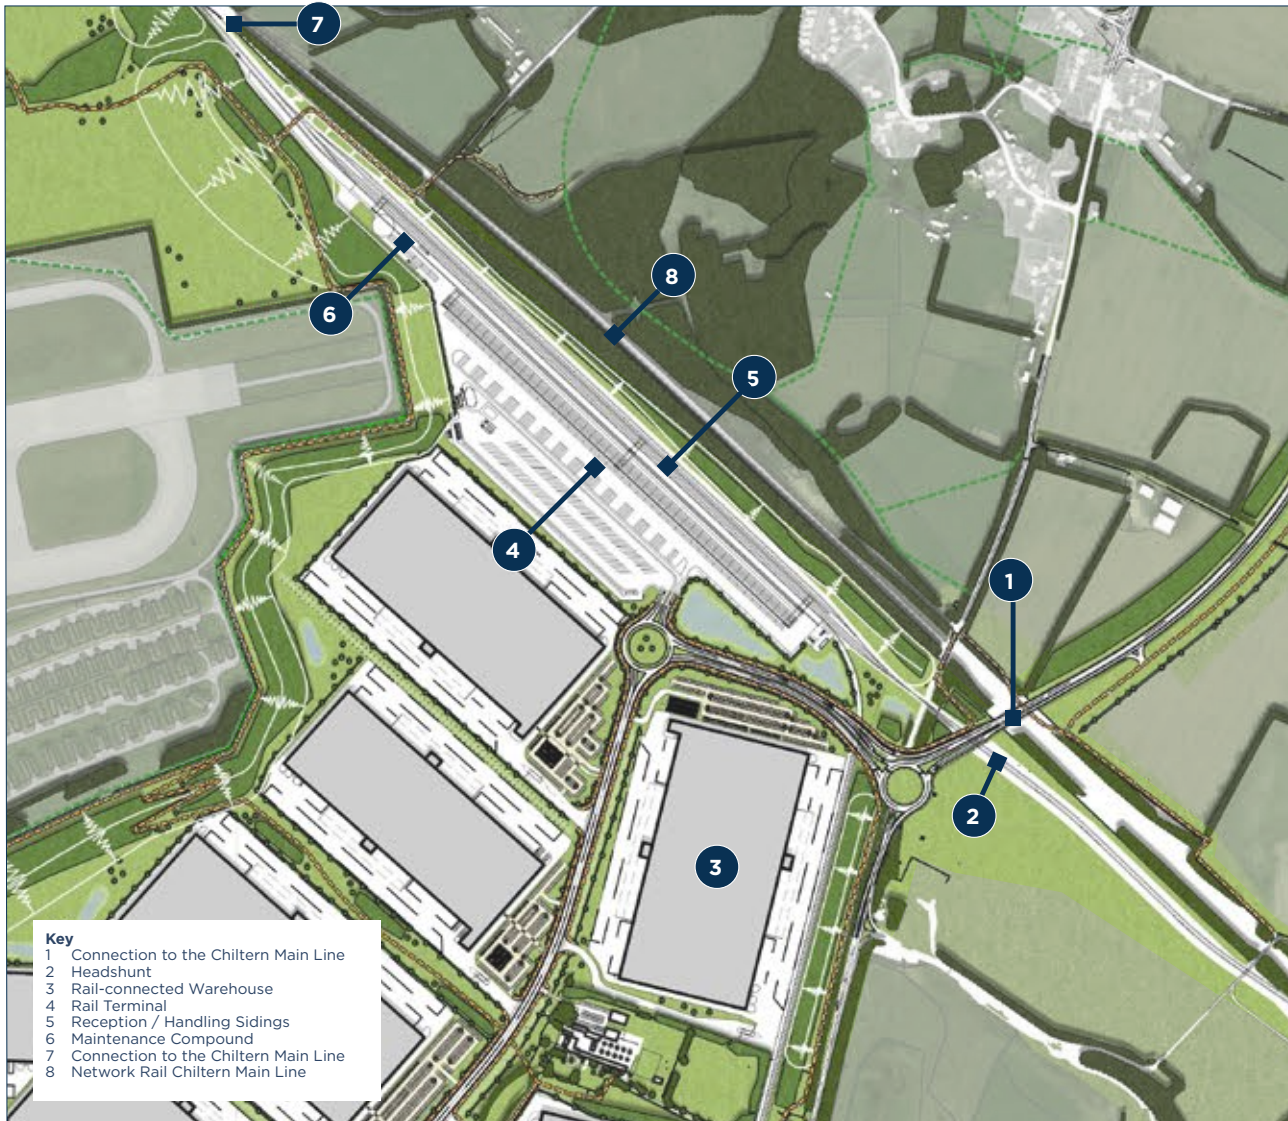 7
8
6
5
4
1
2
3
Key
1 Connection to the Chiltern Main Line
2 Headshunt
3 Rail-connected Warehouse
4 Rail Terminal
5 Reception / Handling Sidings
6 Maintenance Compound
7 Connection to the Chiltern Main Line
8 Network Rail Chiltern Main Line